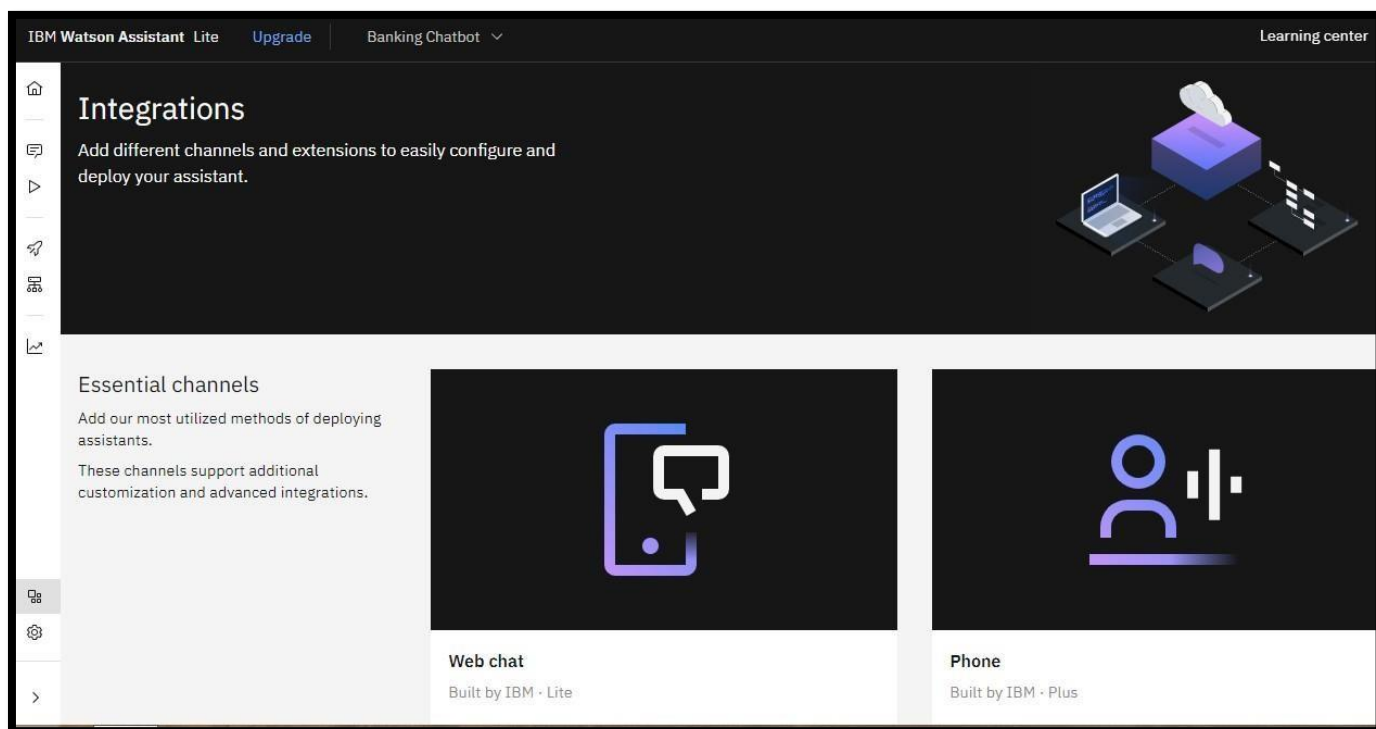 IBM Watson Assistant Lite Upgrade Banking Chatbot Learning center
Integrations
Add different channels and extensions to easily configure and
deploy your assistant.
Essential channels
Add our most utilized methods of deploying
assistants.
These channels support additional
customization and advanced integrations.
Web chat
Built by IBM · Lite
Phone
Built by IBM · Plus